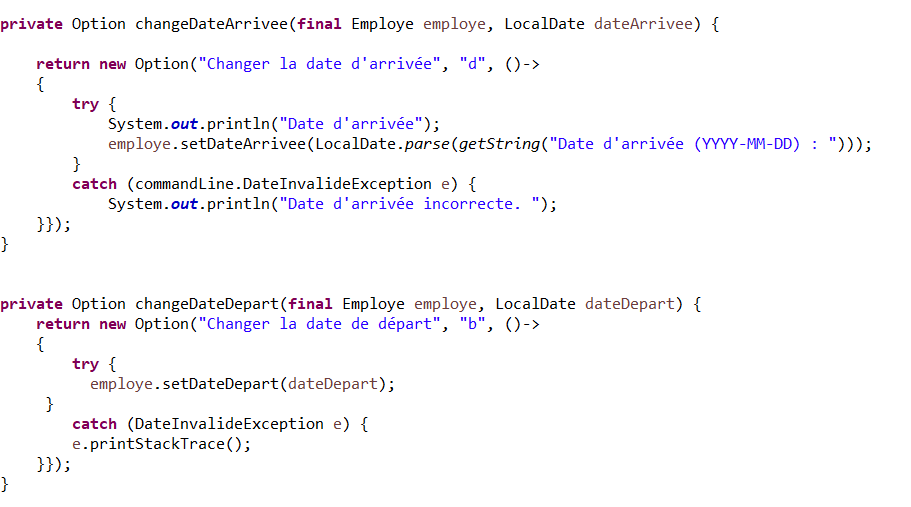 private Option changeDateArrivee(final Employe employe, LocalDate dateArrivee) {
return new Option("Changer la date d'arrivée", "d", ()->
{
try {
System.out.println("Date d'arrivée");
employe.setDateArrivee(LocalDate.parse(getString("Date d'arrivée (YYYY-MM-DD) : ")));
}
catch (commandLine.DateInvalideException e) {
System.out.println("Date d'arrivée incorrecte. ");
}});
}
private Option changeDateDepart(final Employe employe, LocalDate dateDepart) {
return new Option("Changer la date de départ", "b", ()->
{
try {
employe.setDateDepart(dateDepart);
}
catch (DateInvalideException e) {
e.printStackTrace();
}});
}